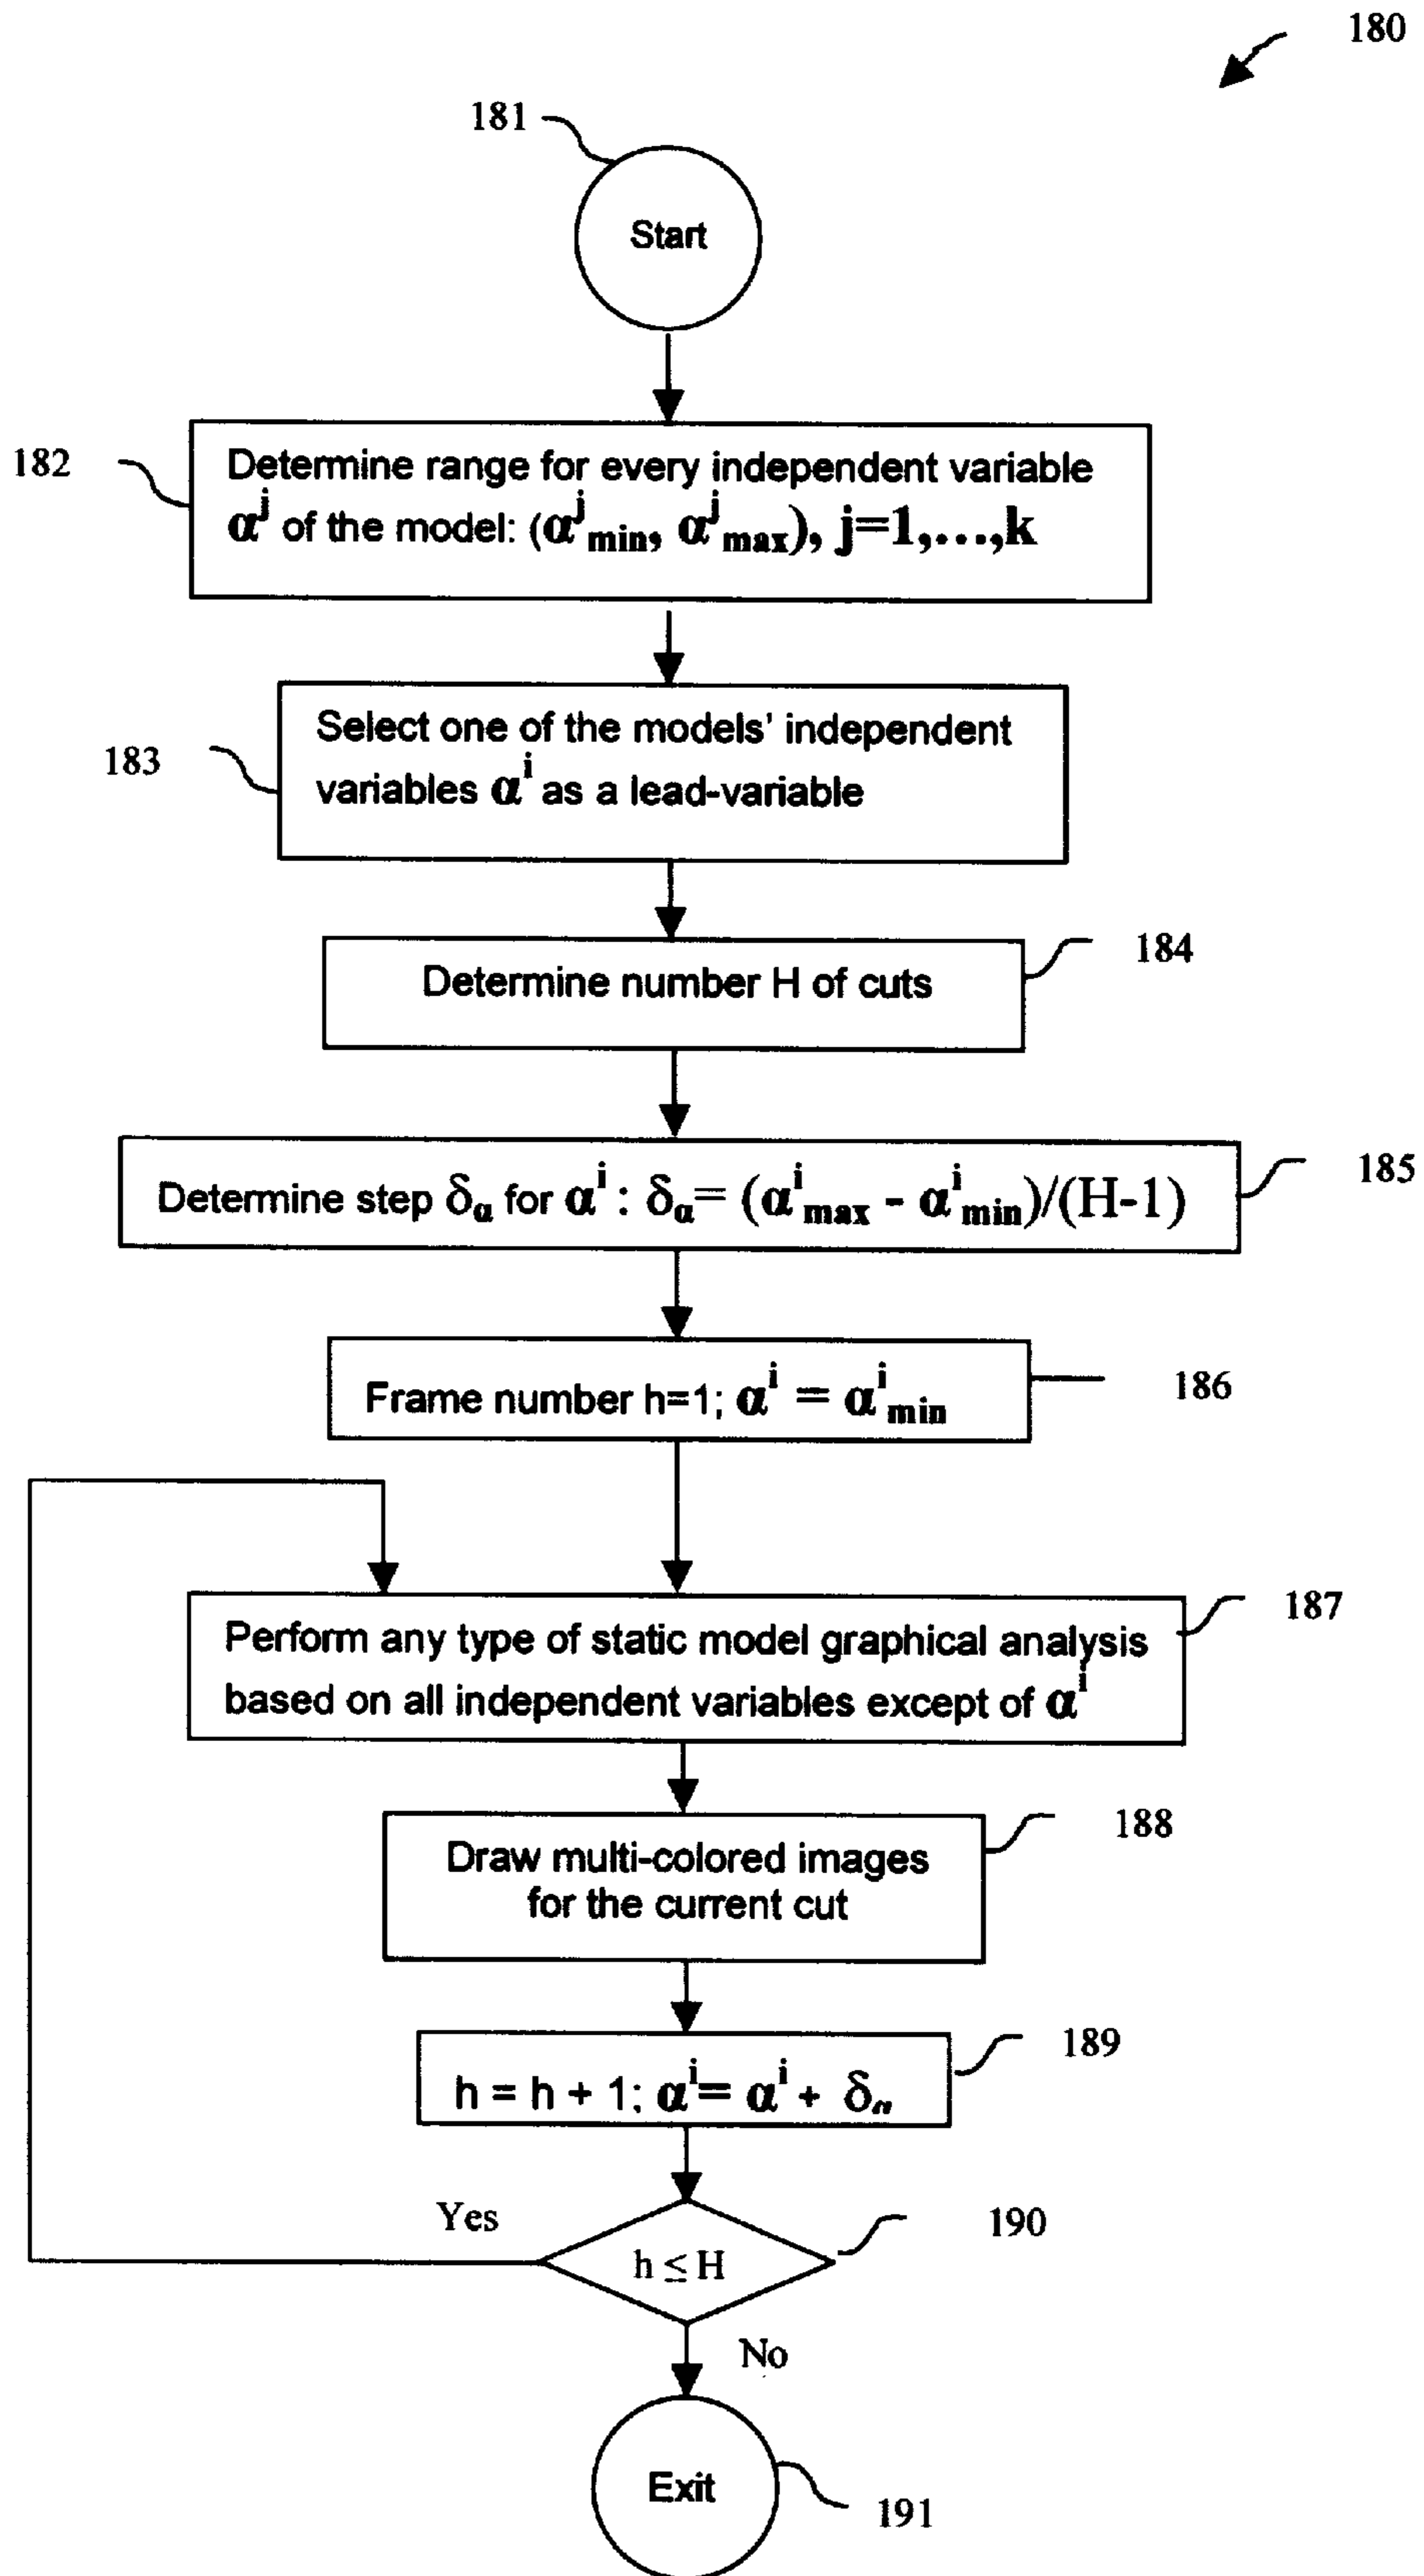 180
181
Start
182
Determine range for every independent variable
α^j of the model: (α^j_min, α^j_max), j=1,...,k
183
Select one of the models' independent
variables α^i as a lead-variable
184
Determine number H of cuts
185
Determine step δ_α for α^i : δ_α= (α^i_max - α^i_min)/(H-1)
186
Frame number h=1; α^i = α^i_min
187
Perform any type of static model graphical analysis
based on all independent variables except of α^i
188
Draw multi-colored images
for the current cut
189
h = h + 1; α^i= α^i + δ_α
190
Yes
h ≤ H
No
Exit
191